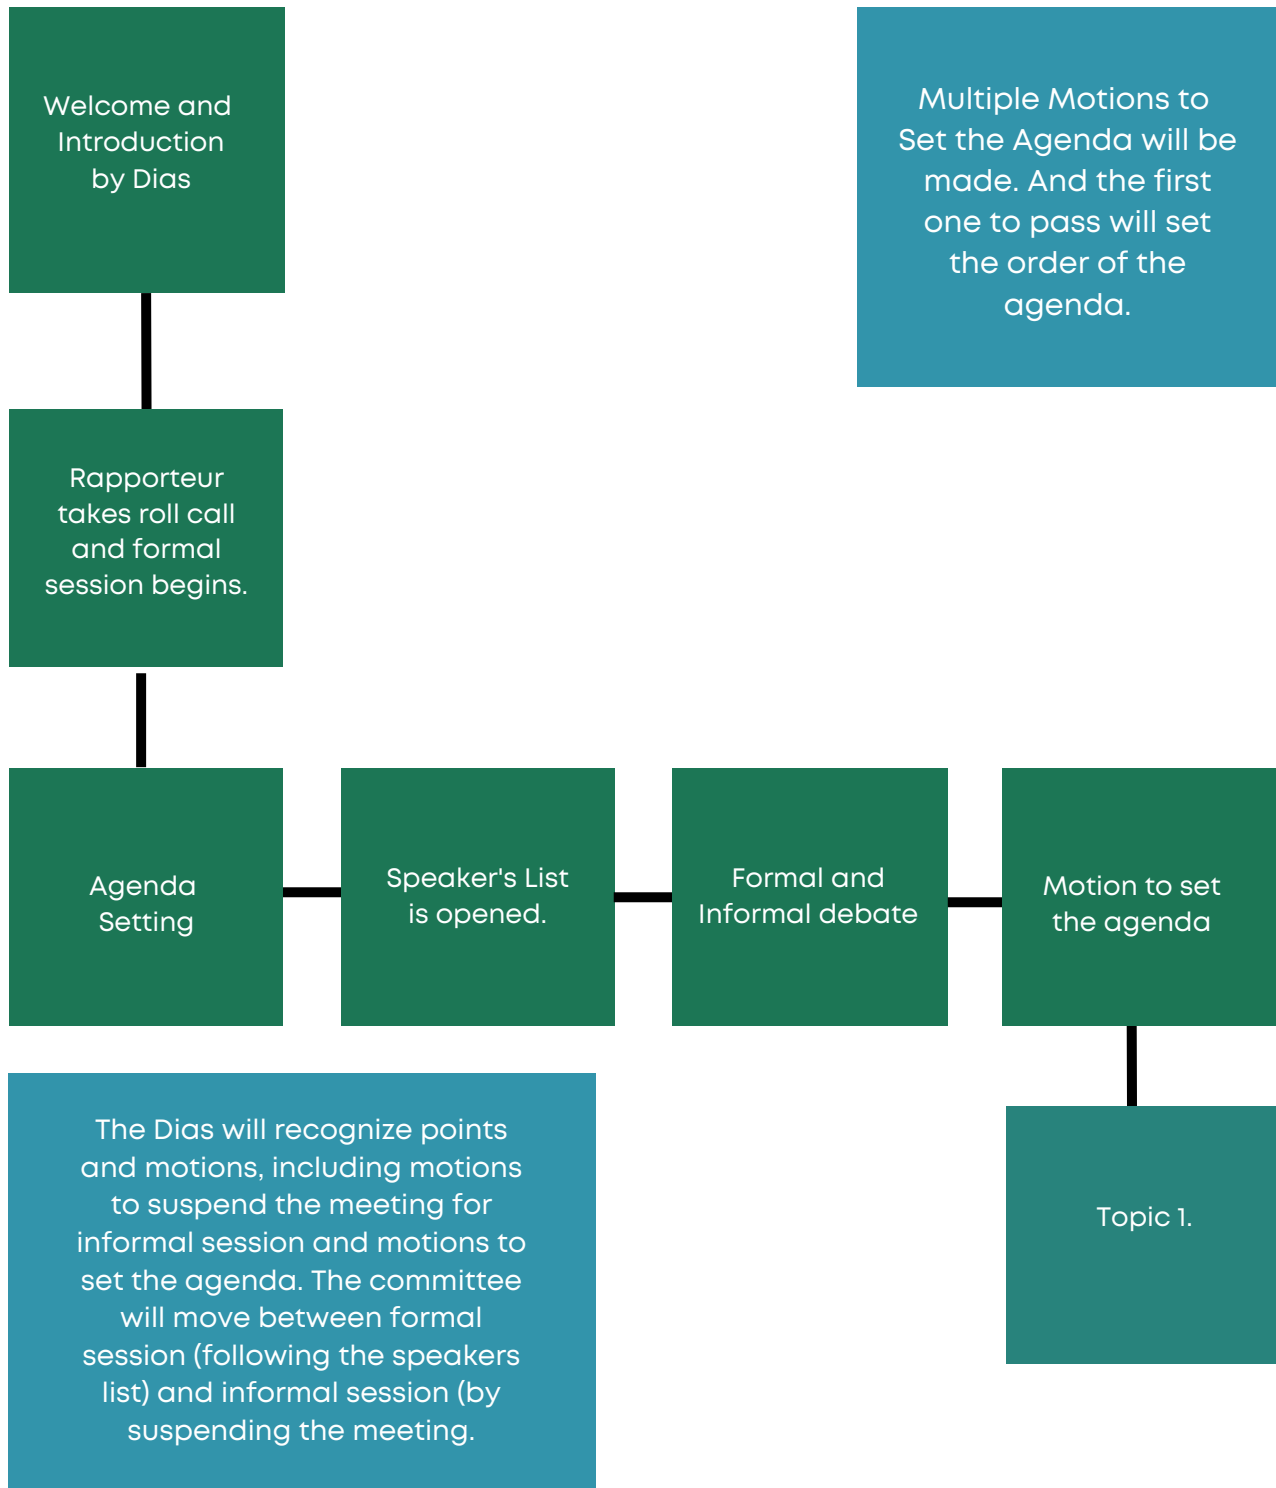 Welcome and
Introduction
by Dias
Multiple Motions to
Set the Agenda will be
made. And the first
one to pass will set
the order of the
agenda.
Rapporteur
takes roll call
and formal
session begins.
Agenda
Setting
Speaker's List
is opened.
Formal and
Informal debate
Motion to set
the agenda
The Dias will recognize points
and motions, including motions
to suspend the meeting for
informal session and motions to
set the agenda. The committee
will move between formal
session (following the speakers
list) and informal session (by
suspending the meeting.
Topic 1.